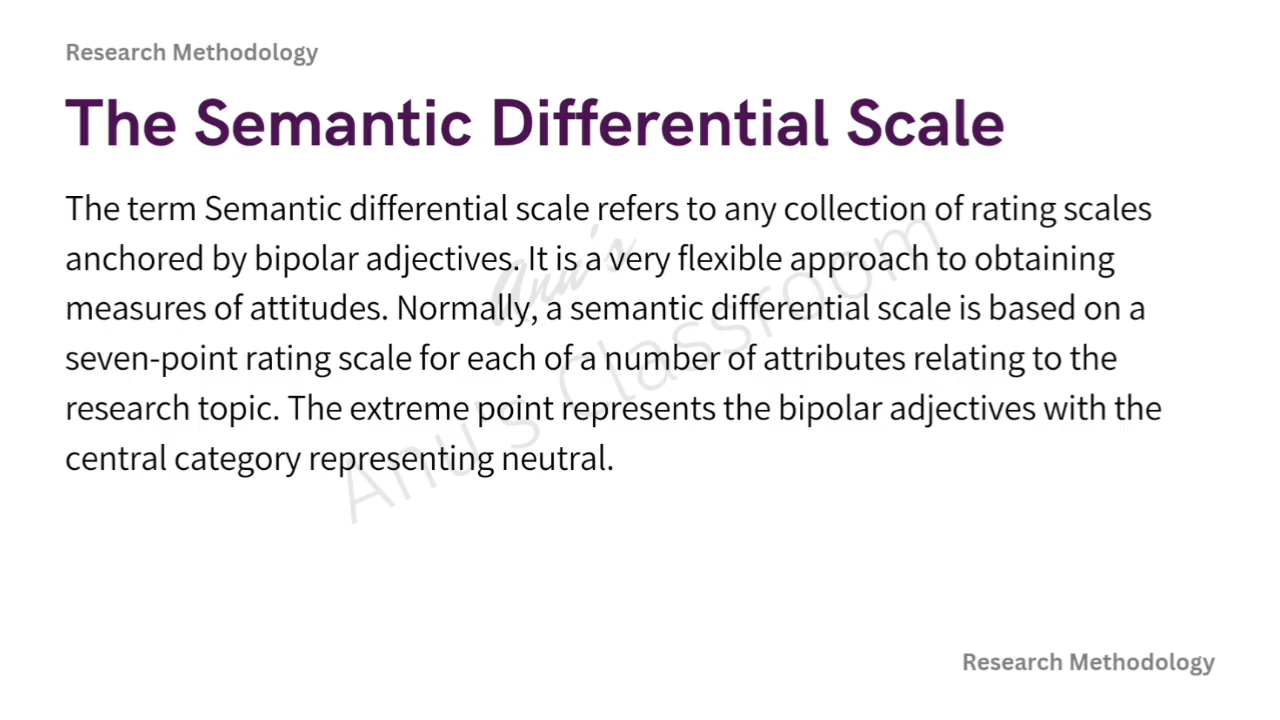 Research Methodology
The Semantic Differential Scale
The term Semantic differential scale refers to any collection of rating scales
anchored by bipolar adjectives. It is a very flexible approach to obtaining
measures of attitudes. Normally, a semantic differential scale is based on a
seven-point rating scale for each of a number of attributes relating to the
research topic. The extreme point represents the bipolar adjectives with the
central category representing neutral.
Anu's
Anu's Classroom
Research Methodology